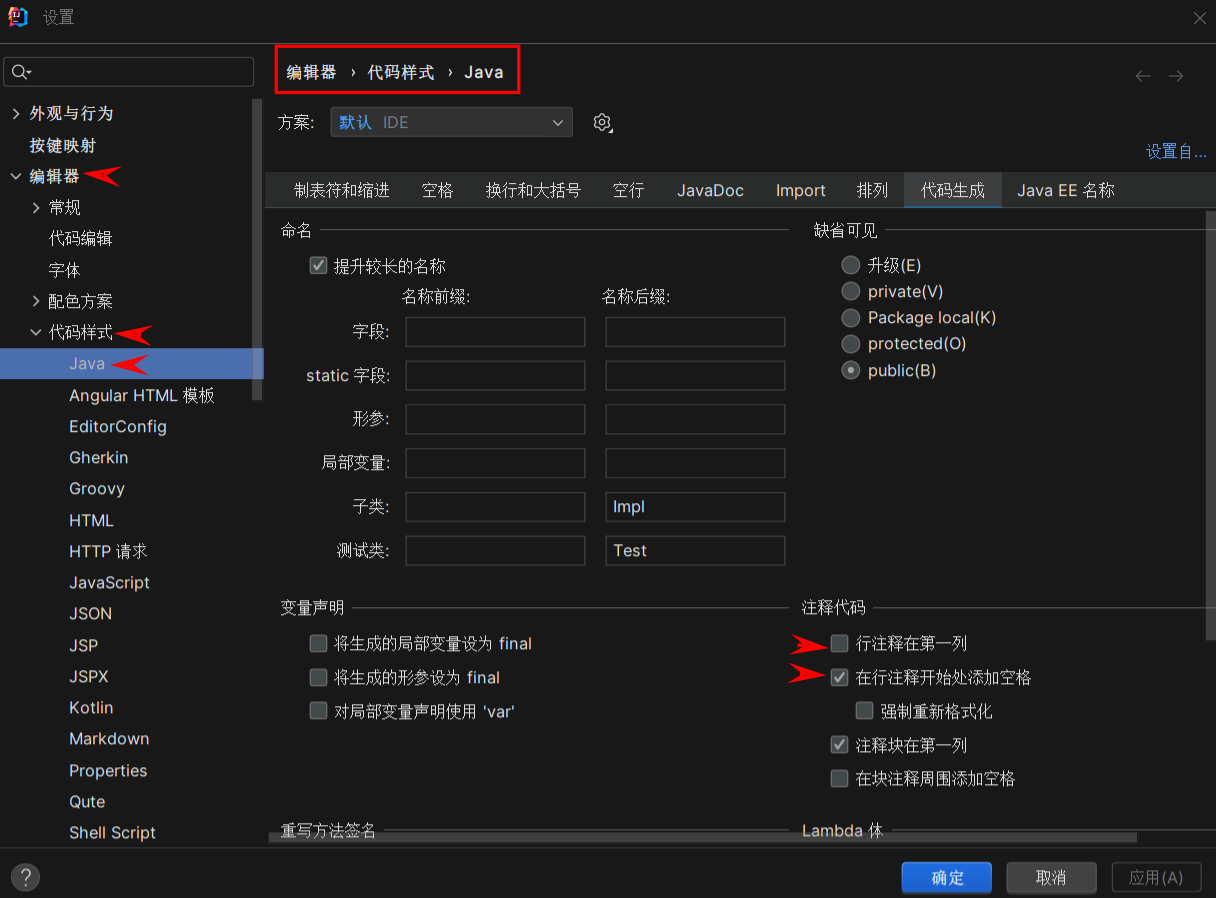 设置
编辑器 › 代码样式 › Java
方案: 默认 IDE
设置自...
外观与行为
按键映射
编辑器
常规
代码编辑
字体
配色方案
代码样式
Java
Angular HTML 模板
EditorConfig
Gherkin
Groovy
HTML
HTTP 请求
JavaScript
JSON
JSP
JSPX
Kotlin
Markdown
Properties
Qute
Shell Script
制表符和缩进 空格 换行和大括号 空行 JavaDoc Import 排列 代码生成 Java EE 名称
命名
提升较长的名称
名称前缀: 名称后缀:
字段:
static 字段:
形参:
局部变量:
子类: Impl
测试类: Test
缺省可见
升级(E)
private(V)
Package local(K)
protected(O)
public(B)
变量声明
将生成的局部变量设为 final
将生成的形参设为 final
对局部变量声明使用 'var'
注释代码
行注释在第一列
在行注释开始处添加空格
强制重新格式化
注释块在第一列
在块注释周围添加空格
重写方法签名
Lambda 体
?
确定 取消 应用(A)